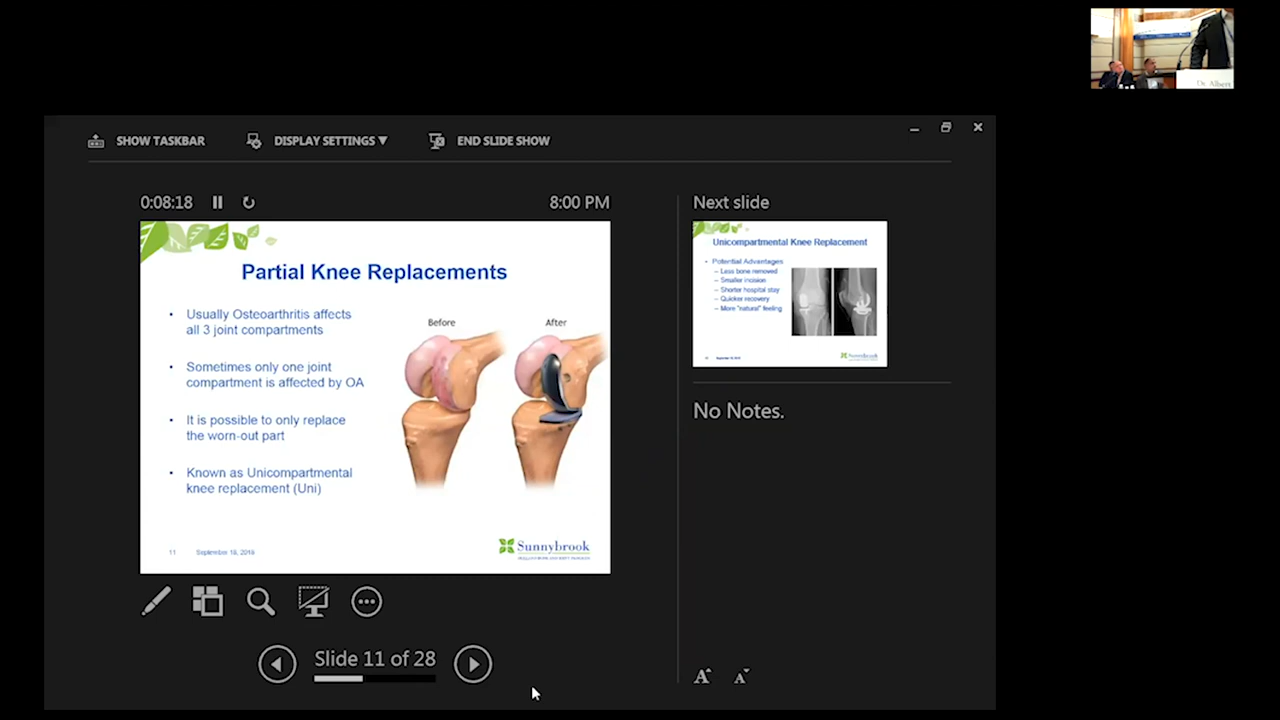 Dr. Albert
SHOW TASKBAR
DISPLAY SETTINGS ▼
END SLIDE SHOW
0:08:18
8:00 PM
Partial Knee Replacements
• Usually Osteoarthritis affects
all 3 joint compartments
• Sometimes only one joint
compartment is affected by OA
• It is possible to only replace
the worn-out part
• Known as Unicompartmental
knee replacement (Uni)
Before
After
11
September 16, 2016
Sunnybrook
Slide 11 of 28
Next slide
Unicompartmental Knee Replacement
• Potential Advantages
– Less bone removed
– Smaller incision
– Shorter hospital stay
– Quicker recovery
– More "natural" feeling
Sunnybrook
No Notes.
A A